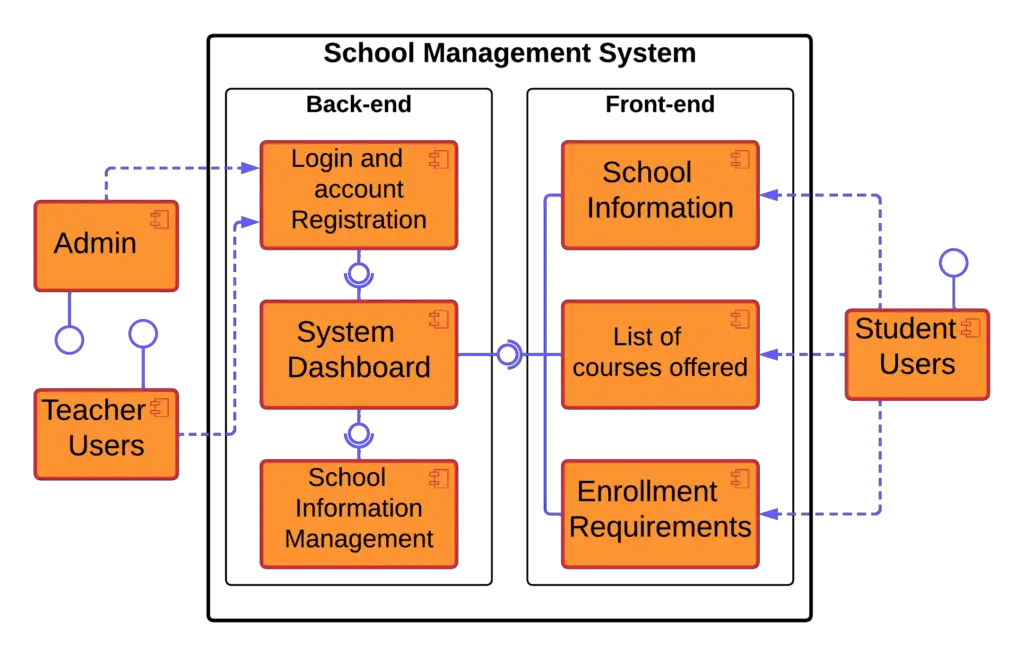 School Management System
Back-end
Login and
account
Registration
System
Dashboard
School
Information
Management
Front-end
School
Information
List of
courses offered
Enrollment
Requirements
Admin
Teacher
Users
Student
Users